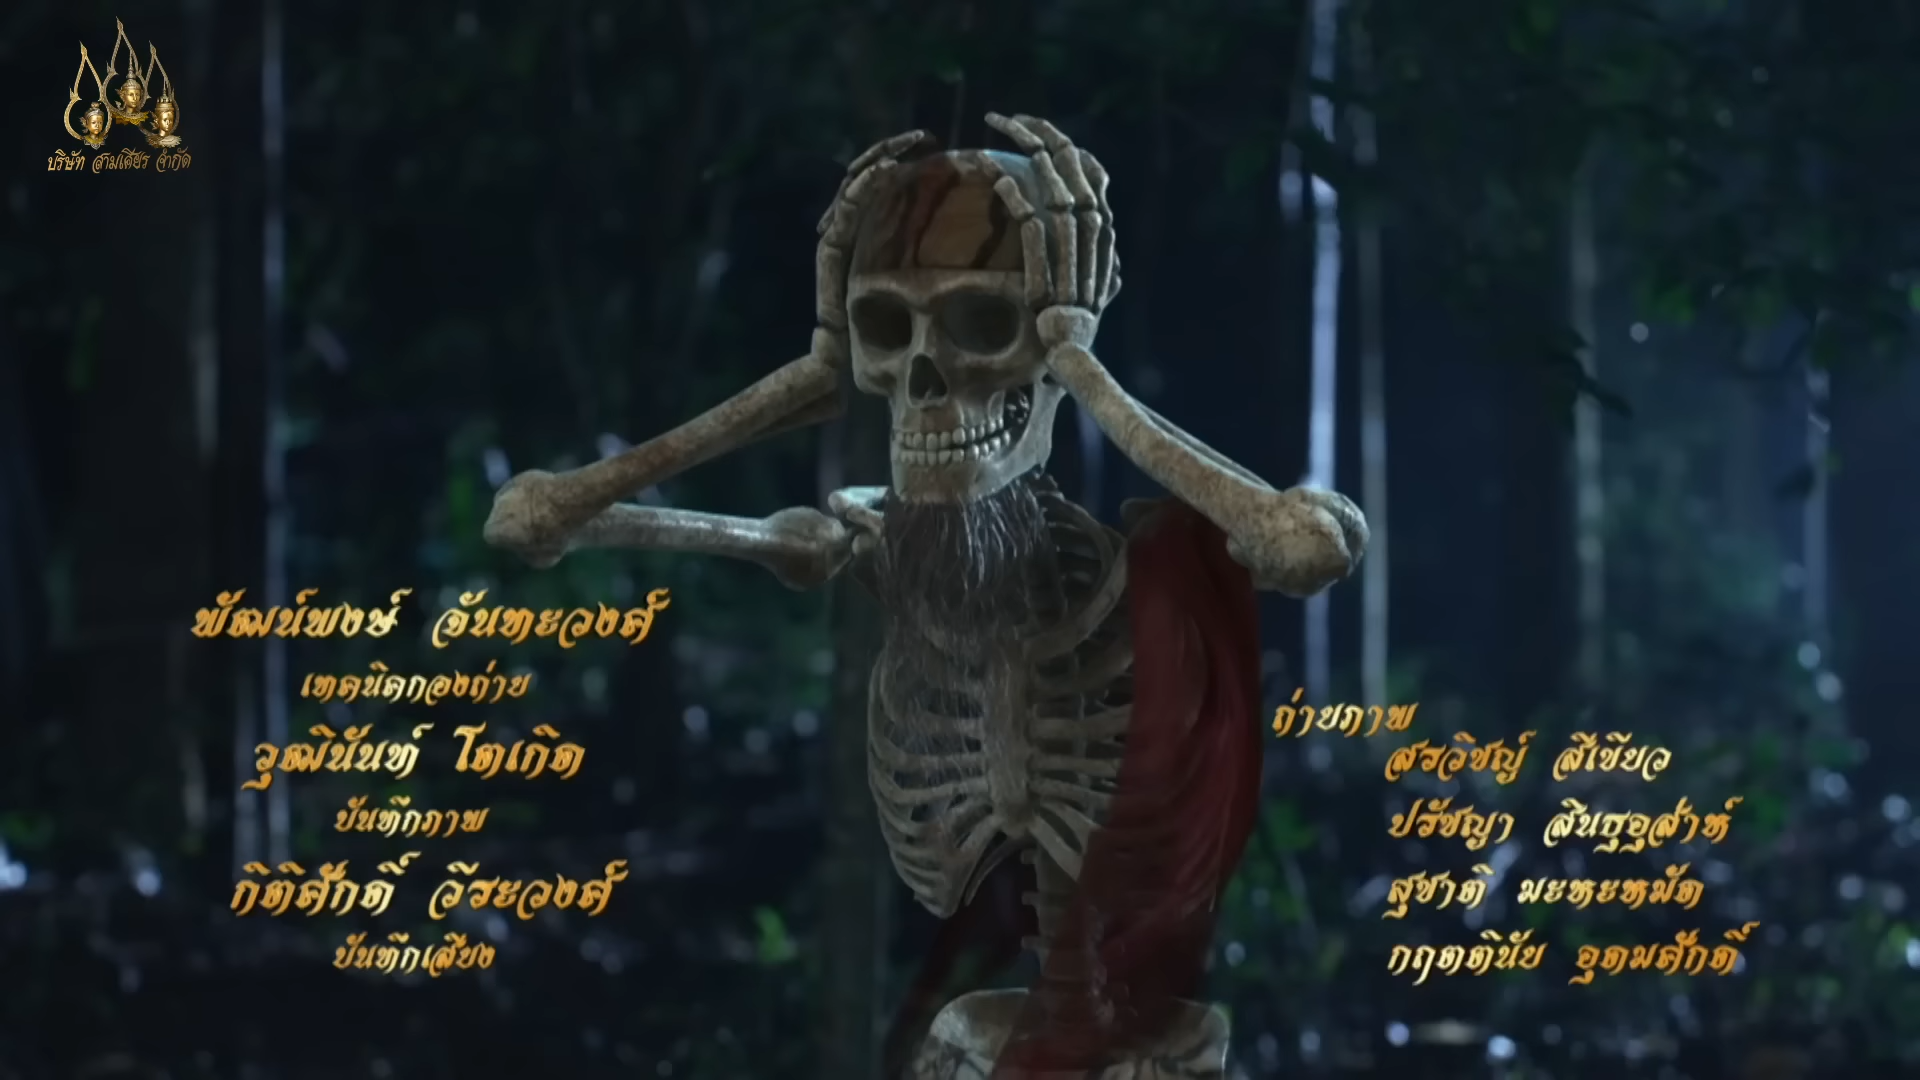 บริษัท สามเศียร จำกัด
พัฒน์พงษ์ จันทะวงศ์
เทคนิคกองถ่าย
วุฒินันท์ โตเกิด
บันทึกภาพ
กิติศักดิ์ วีระวงศ์
บันทึกเสียง
ถ่ายภาพ
สรวิชญ์ สีเขียว
ปรัชญา สินธุอุส่าห์
สุชาติ มะหะหมัด
กฤตตินัย อุดมศักดิ์